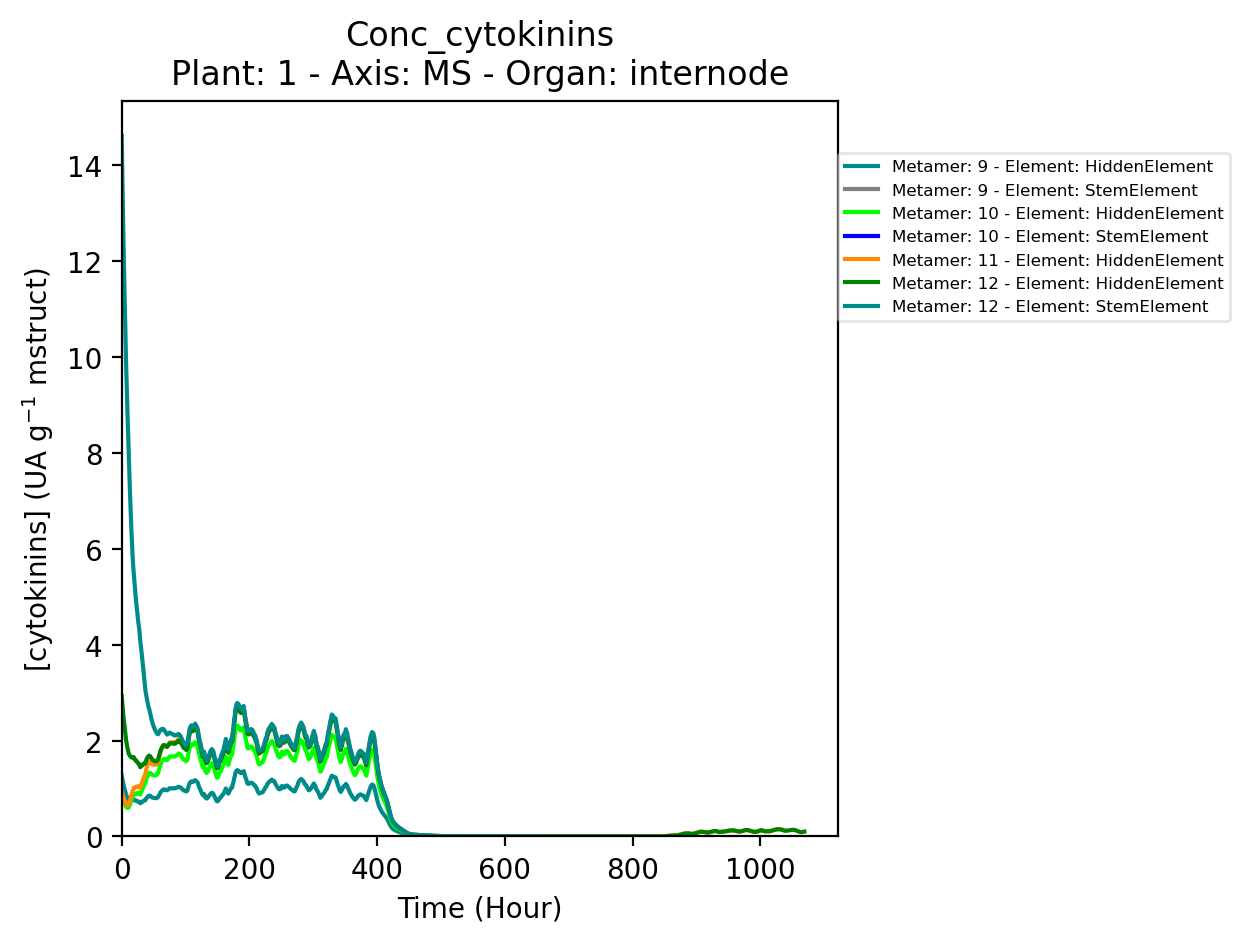 Conc_cytokinins
Plant: 1 - Axis: MS - Organ: internode
14
12
10
8
6
4
2
0
[cytokinins] (UA g⁻¹ mstruct)
0 200 400 600 800 1000
Time (Hour)
Metamer: 9 - Element: HiddenElement
Metamer: 9 - Element: StemElement
Metamer: 10 - Element: HiddenElement
Metamer: 10 - Element: StemElement
Metamer: 11 - Element: HiddenElement
Metamer: 12 - Element: HiddenElement
Metamer: 12 - Element: StemElement